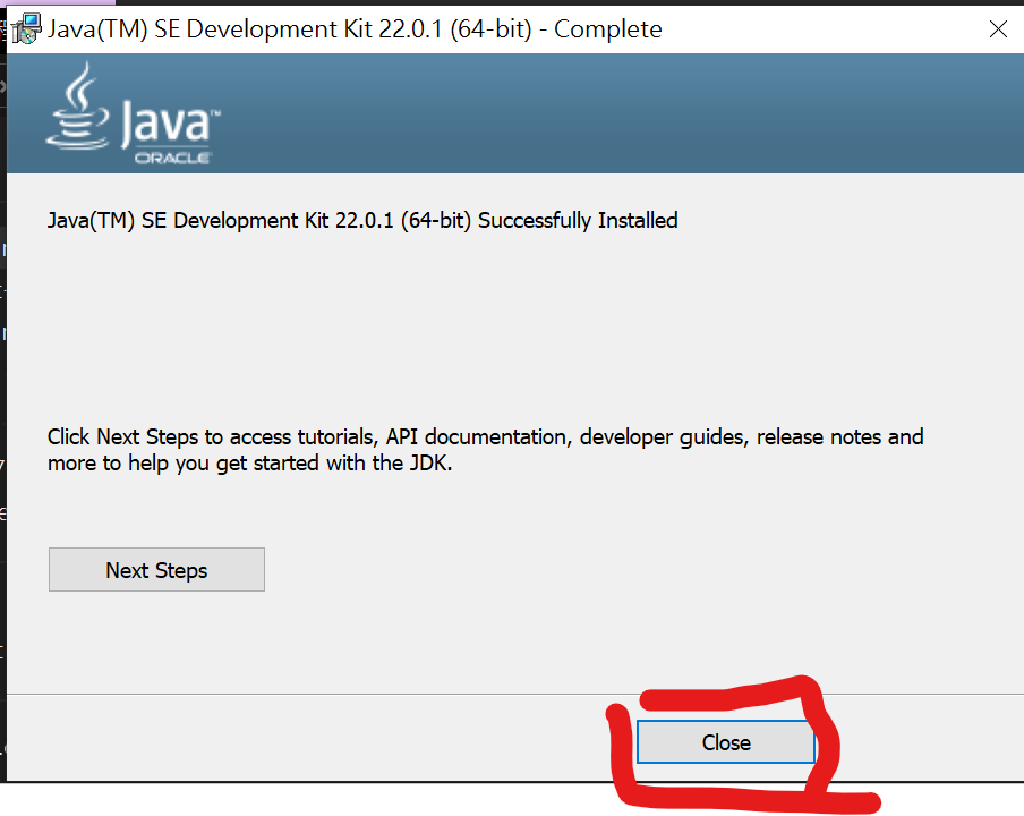 Java(TM) SE Development Kit 22.0.1 (64-bit) - Complete
Java™
ORACLE
Java(TM) SE Development Kit 22.0.1 (64-bit) Successfully Installed
Click Next Steps to access tutorials, API documentation, developer guides, release notes and
more to help you get started with the JDK.
Next Steps
Close